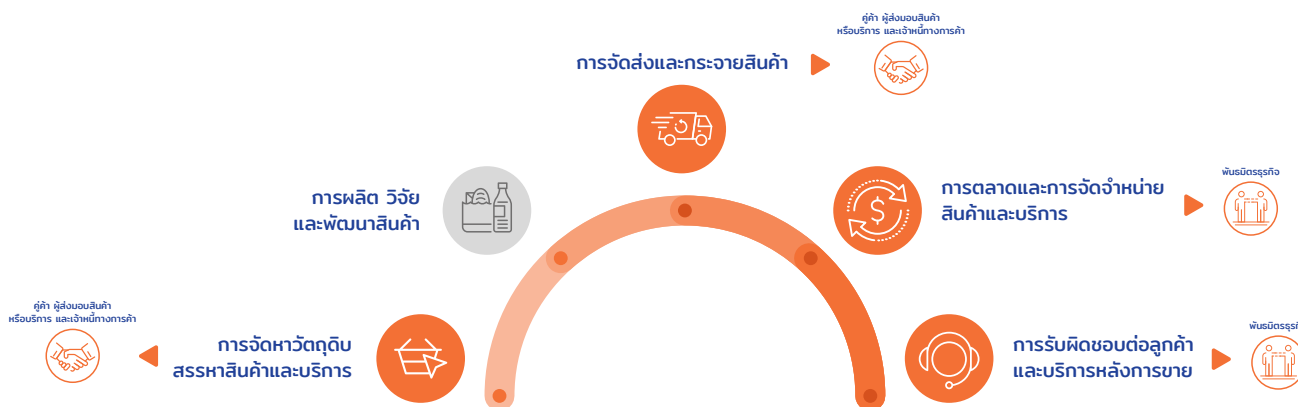 คู่ค้า ผู้ส่งมอบสินค้า
หรือบริการ และเจ้าหนี้ทางการค้า
การจัดส่งและกระจายสินค้า
การผลิต วิจัย
และพัฒนาสินค้า
การตลาดและการจัดจำหน่าย
สินค้าและบริการ
พันธมิตรธุรกิจ
คู่ค้า ผู้ส่งมอบสินค้า
หรือบริการ และเจ้าหนี้ทางการค้า
การจัดหาวัตถุดิบ
สรรหาสินค้าและบริการ
การรับผิดชอบต่อลูกค้า
และบริการหลังการขาย
พันธมิตรธุรกิ